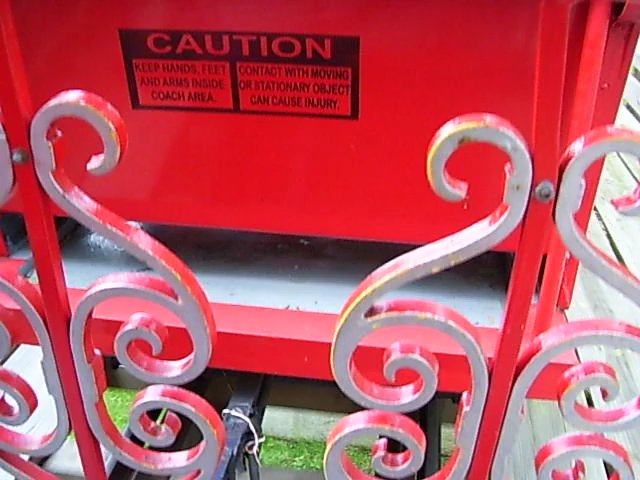 CAUTION
KEEP HANDS, FEET
AND ARMS INSIDE
COACH AREA.
CONTACT WITH MOVING
OR STATIONARY OBJECT
CAN CAUSE INJURY.